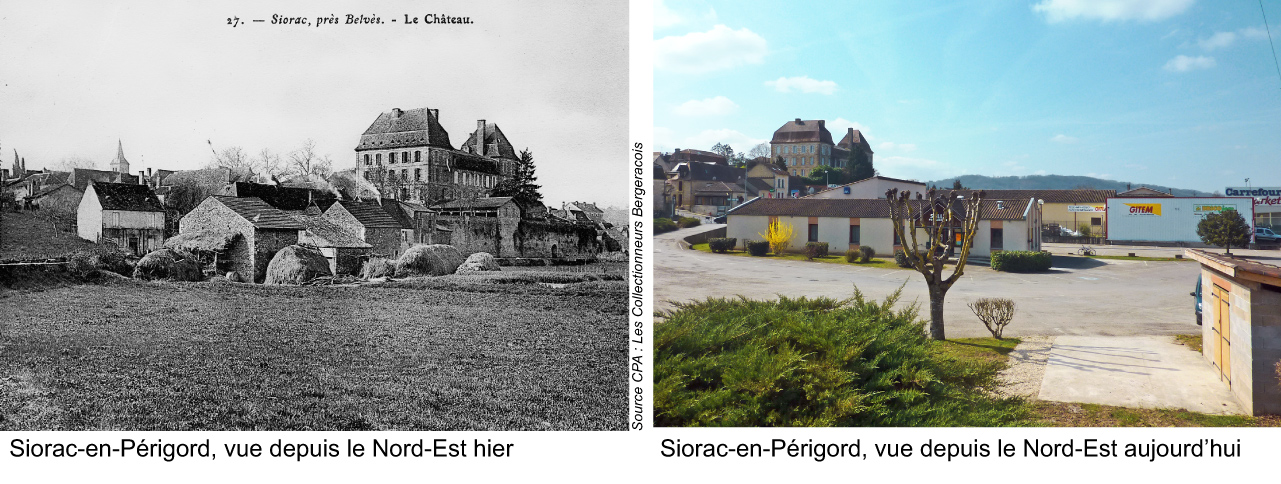 27. — Siorac, près Belvès. - Le Château.
Source CPA : Les Collectionneurs Bergeracois
GITEM
Carrefour
market
Siorac-en-Périgord, vue depuis le Nord-Est hier
Siorac-en-Périgord, vue depuis le Nord-Est aujourd’hui